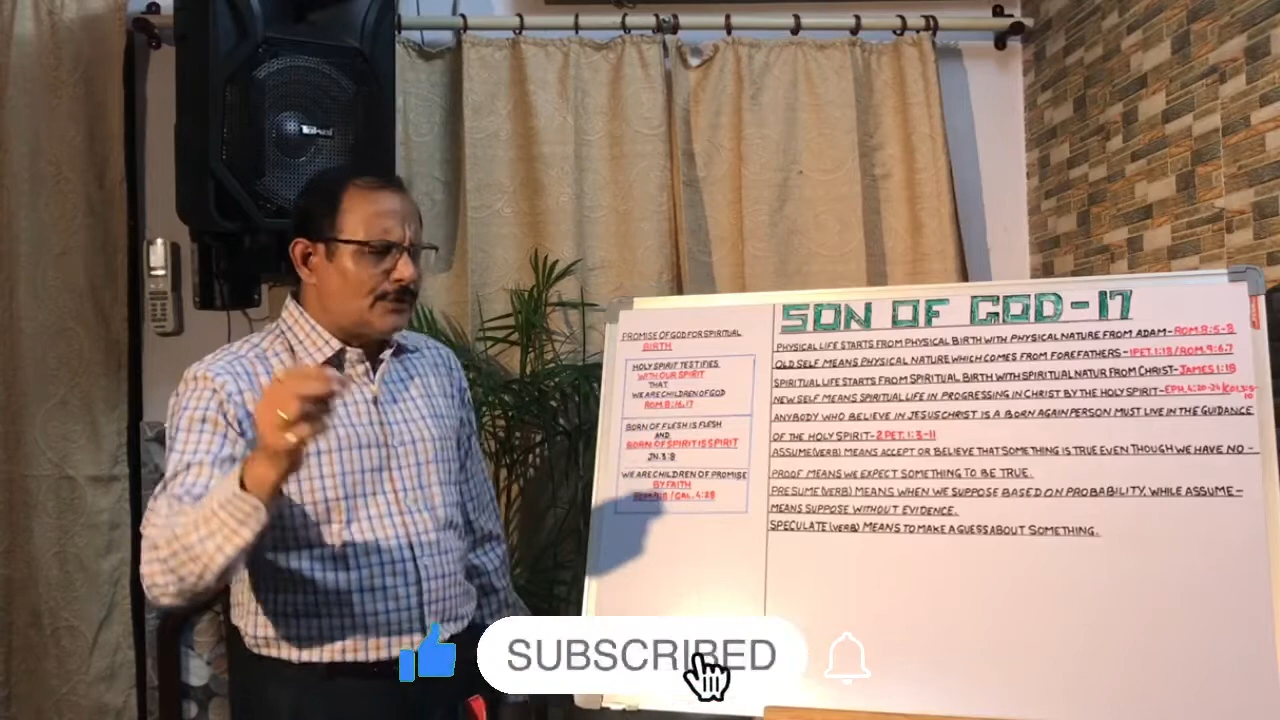 SON OF GOD-17
PROMISE OF GOD FOR SPIRITUAL
BIRTH
HOLY SPIRIT TESTIFIES
WITH OUR SPIRIT
THAT
WE ARE CHILDREN OF GOD
ROM.8:16,17
BORN OF FLESH IS FLESH
AND
BORN OF SPIRIT IS SPIRIT
JN.3:8
WE ARE CHILDREN OF PROMISE
BY FAITH
/ GAL.4:28
PHYSICAL LIFE STARTS FROM PHYSICAL BIRTH WITH PHYSICAL NATURE FROM ADAM-ROM.8:5-8
OLD SELF MEANS PHYSICAL NATURE WHICH COMES FROM FOREFATHERS-1PET.1:18/ROM.9:6,7
SPIRITUAL LIFE STARTS FROM SPIRITUAL BIRTH WITH SPIRITUAL NATUR FROM CHRIST-JAMES 1:18
NEW SELF MEANS SPIRITUAL LIFE IN PROGRESSING IN CHRIST BY THE HOLY SPIRIT-EPH.4:20-24/
ANYBODY WHO BELIEVE IN JESUS CHRIST IS A BORN AGAIN PERSON MUST LIVE IN THE GUIDANCE
OF THE HOLY SPIRIT-2PET.1:3-11
ASSUME(VERB) MEANS ACCEPT OR BELIEVE THAT SOMETHING IS TRUE EVEN THOUGH WE HAVE NO-
PROOF MEANS WE EXPECT SOMETHING TO BE TRUE.
PRESUME(VERB) MEANS WHEN WE SUPPOSE BASED ON PROBABILITY, WHILE ASSUME-
MEANS SUPPOSE WITHOUT EVIDENCE.
SPECULATE(VERB) MEANS TO MAKE A GUESS ABOUT SOMETHING.
SUBSCRIBED